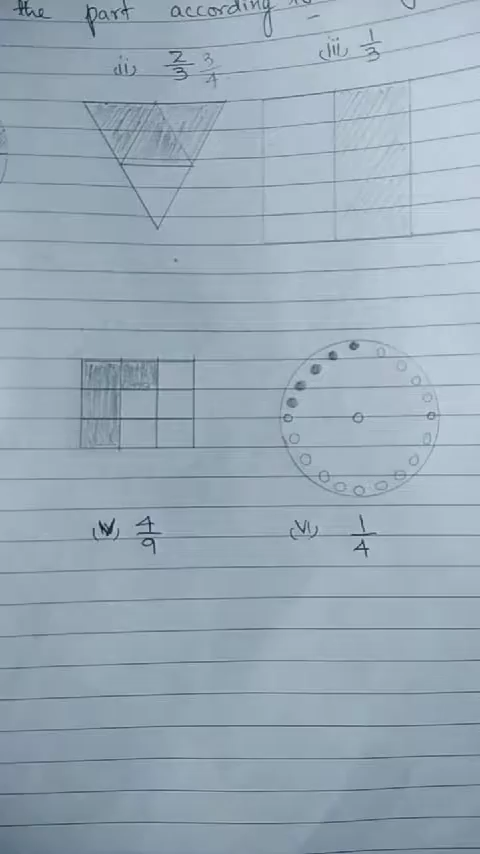 the part according
(ii) 2/3 3/4 (iii) 1/3
(V) 4/9 (VI) 1/4